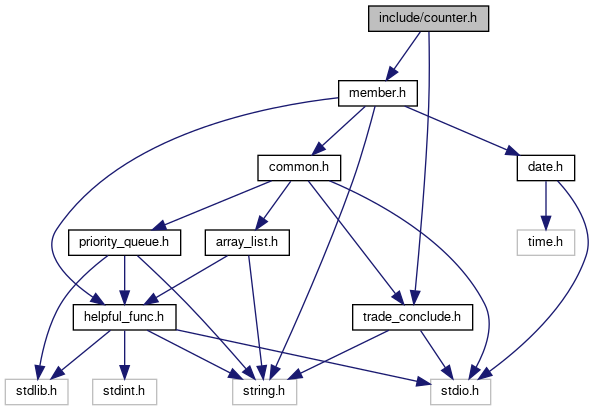 include/counter.h
member.h
common.h
date.h
priority_queue.h
array_list.h
time.h
helpful_func.h
trade_conclude.h
stdlib.h
stdint.h
string.h
stdio.h